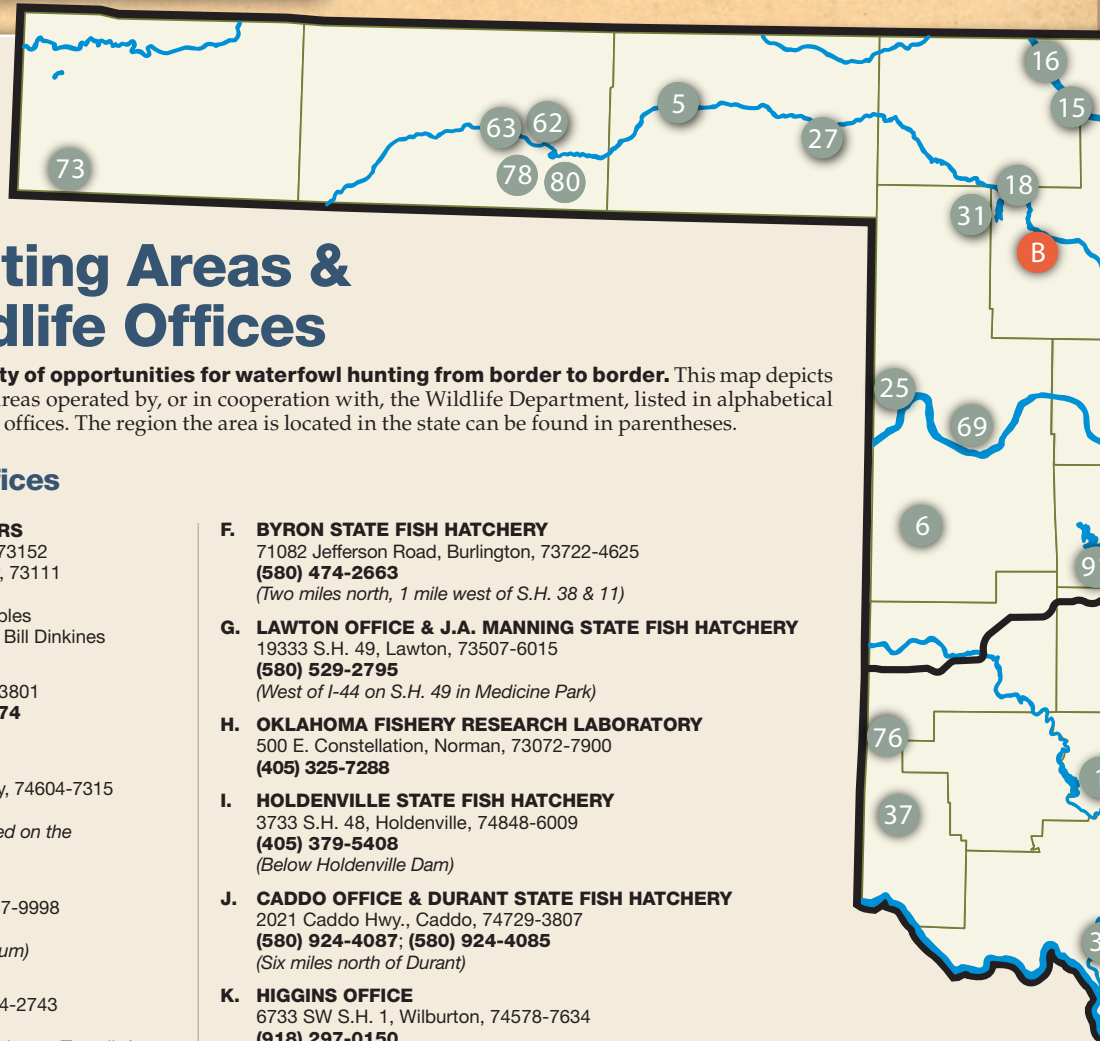 16
15
5
62
63
27
73
78
80
18
31
B
ting Areas &
dlife Offices
ty of opportunities for waterfowl hunting from border to border. This map depicts
reas operated by, or in cooperation with, the Wildlife Department, listed in alphabetical
offices. The region the area is located in the state can be found in parentheses.
25
69
6
9
76
37
1
3
ices
RS
73152
, 73111
ples
Bill Dinkines
3801
74
y, 74604-7315
ed on the
7-9998
um)
4-2743
F. BYRON STATE FISH HATCHERY
71082 Jefferson Road, Burlington, 73722-4625
(580) 474-2663
(Two miles north, 1 mile west of S.H. 38 & 11)
G. LAWTON OFFICE & J.A. MANNING STATE FISH HATCHERY
19333 S.H. 49, Lawton, 73507-6015
(580) 529-2795
(West of I-44 on S.H. 49 in Medicine Park)
H. OKLAHOMA FISHERY RESEARCH LABORATORY
500 E. Constellation, Norman, 73072-7900
(405) 325-7288
I. HOLDENVILLE STATE FISH HATCHERY
3733 S.H. 48, Holdenville, 74848-6009
(405) 379-5408
(Below Holdenville Dam)
J. CADDO OFFICE & DURANT STATE FISH HATCHERY
2021 Caddo Hwy., Caddo, 74729-3807
(580) 924-4087; (580) 924-4085
(Six miles north of Durant)
K. HIGGINS OFFICE
6733 SW S.H. 1, Wilburton, 74578-7634
(918) 297-0150